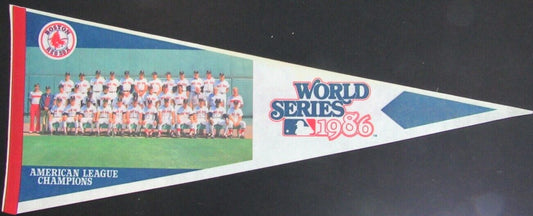 BOSTON
RED SOX
AMERICAN LEAGUE
CHAMPIONS
WORLD
SERIES
1986